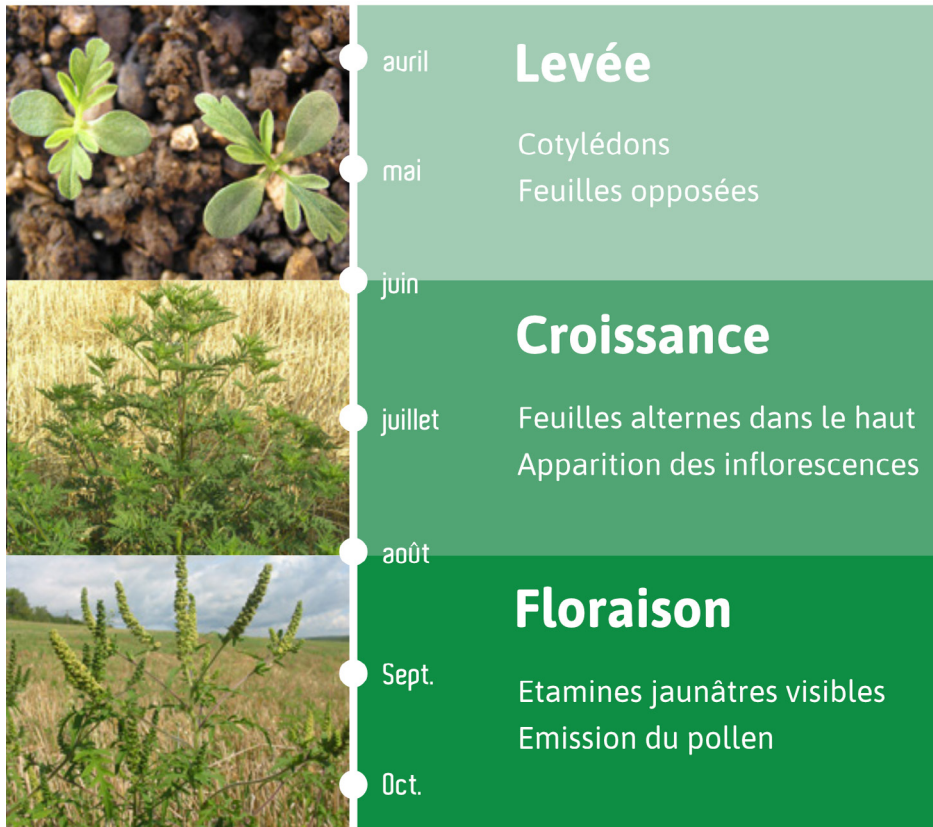 avril
Levée
Cotylédons
mai
Feuilles opposées
juin
Croissance
juillet
Feuilles alternes dans le haut
Apparition des inflorescences
août
Floraison
Sept.
Etamines jaunâtres visibles
Emission du pollen
Oct.